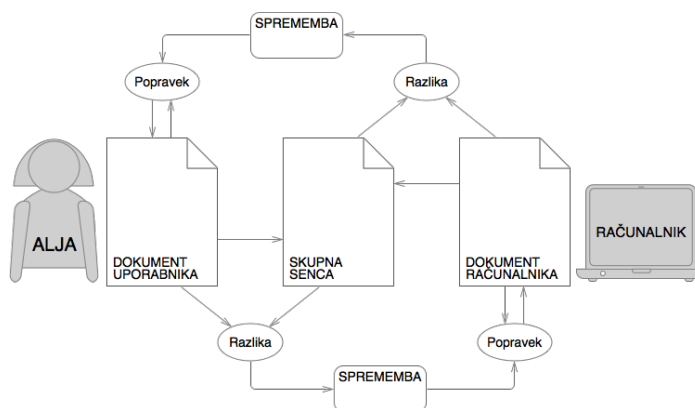 SPREMEMBA
Popravek
Razlika
ALJA
RAČUNALNIK
DOKUMENT
UPORABNIKA
SKUPNA
SENCA
DOKUMENT
RAČUNALNIKA
Razlika
Popravek
SPREMEMBA